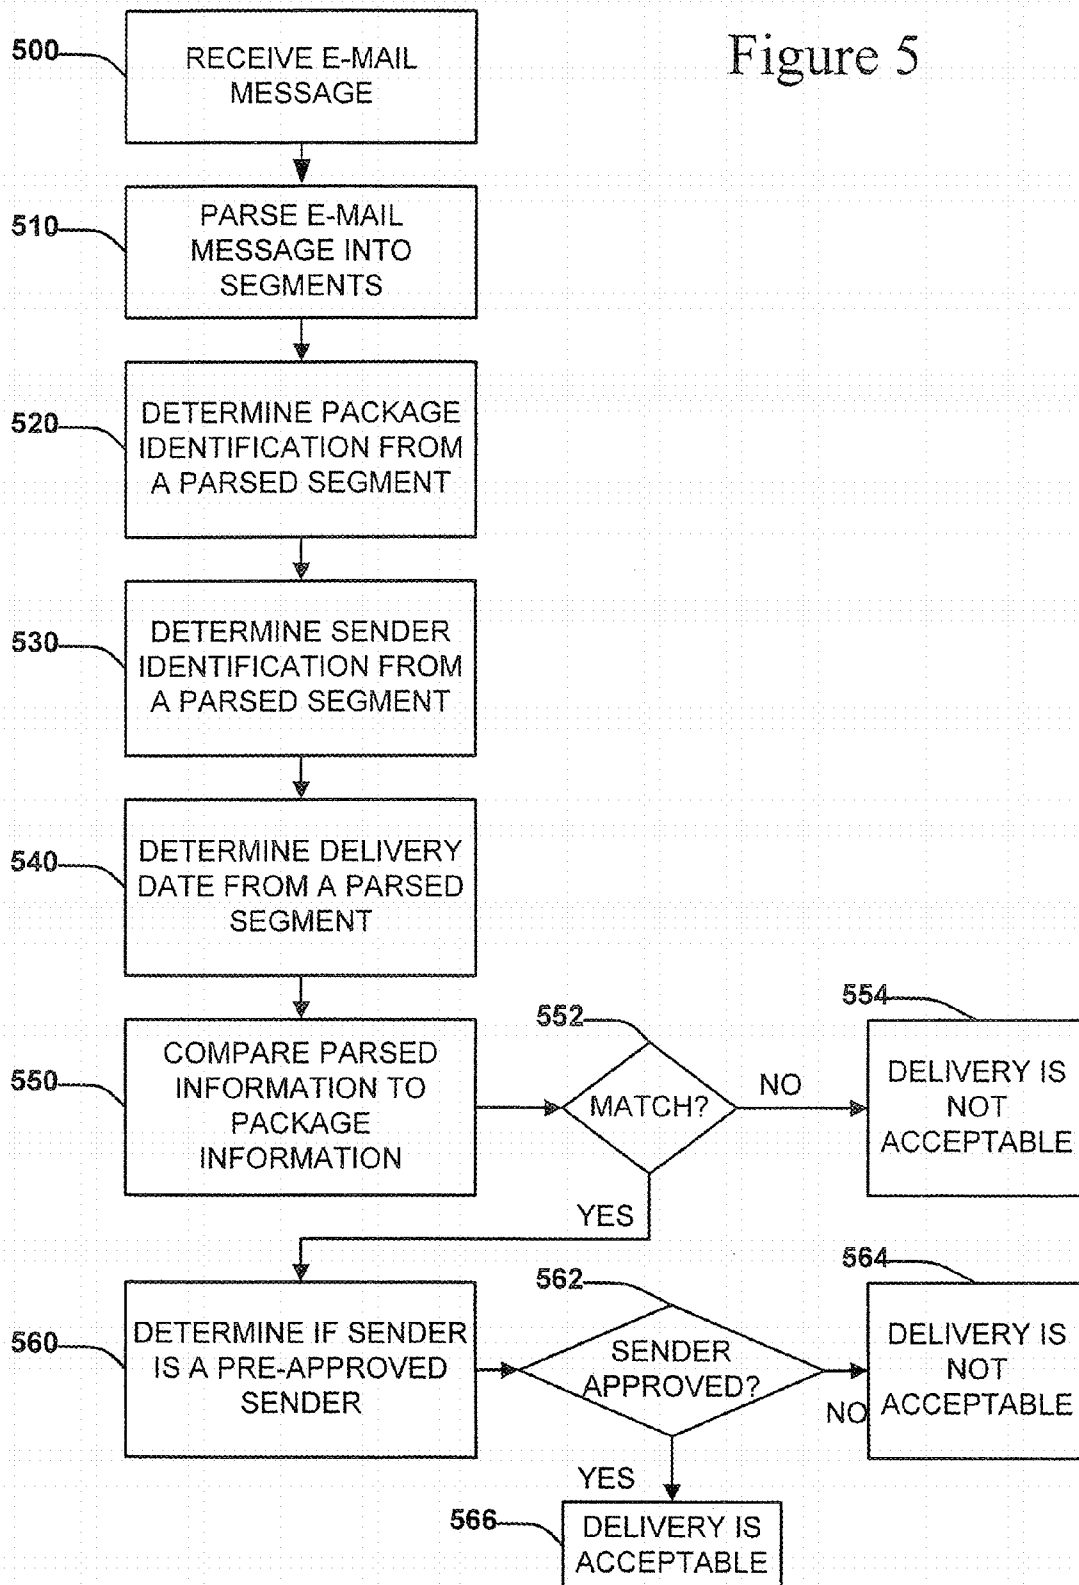 Figure 5
500
RECEIVE E-MAIL
MESSAGE
510
PARSE E-MAIL
MESSAGE INTO
SEGMENTS
520
DETERMINE PACKAGE
IDENTIFICATION FROM
A PARSED SEGMENT
530
DETERMINE SENDER
IDENTIFICATION FROM
A PARSED SEGMENT
540
DETERMINE DELIVERY
DATE FROM A PARSED
SEGMENT
550
COMPARE PARSED
INFORMATION TO
PACKAGE
INFORMATION
552
MATCH?
NO
554
DELIVERY IS
NOT
ACCEPTABLE
YES
560
DETERMINE IF SENDER
IS A PRE-APPROVED
SENDER
562
SENDER
APPROVED?
NO
564
DELIVERY IS
NOT
ACCEPTABLE
YES
566
DELIVERY IS
ACCEPTABLE